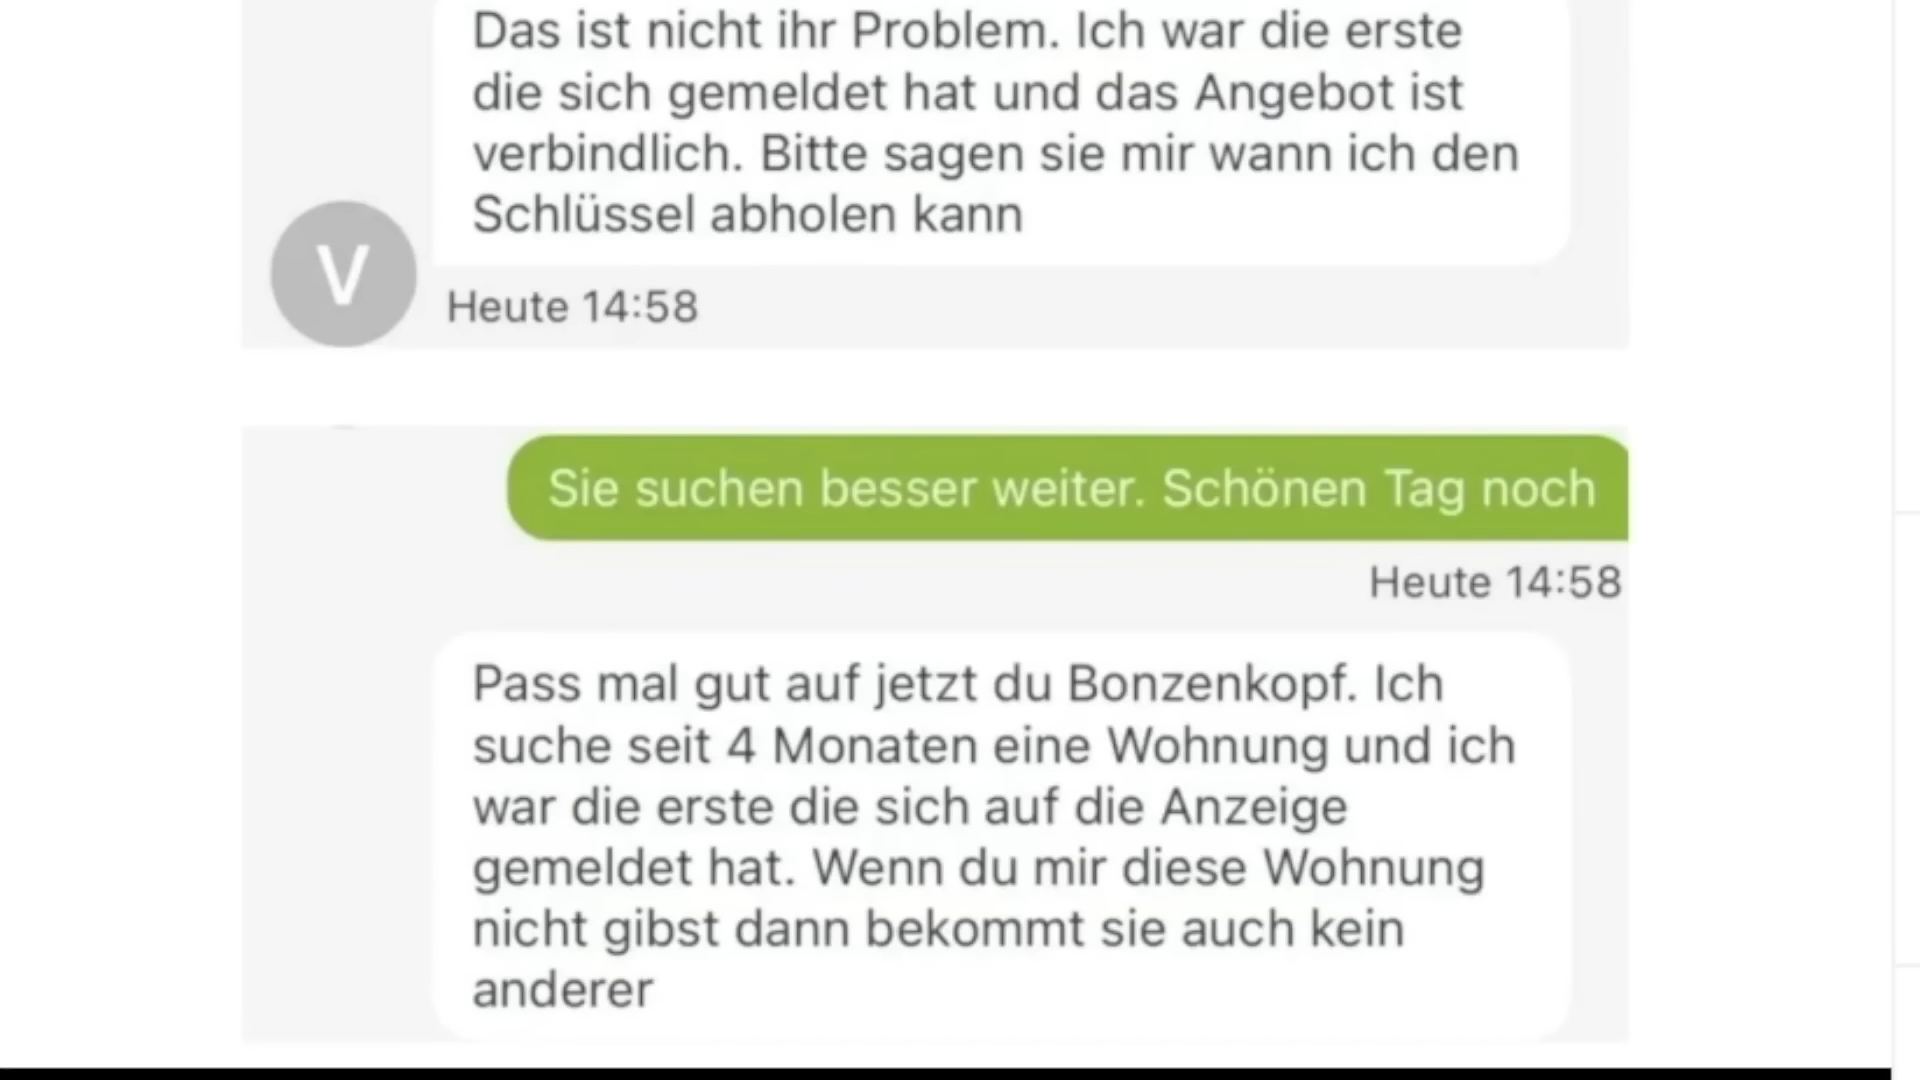 Das ist nicht ihr Problem. Ich war die erste
die sich gemeldet hat und das Angebot ist
verbindlich. Bitte sagen sie mir wann ich den
Schlüssel abholen kann
V
Heute 14:58
Sie suchen besser weiter. Schönen Tag noch
Heute 14:58
Pass mal gut auf jetzt du Bonzenkopf. Ich
suche seit 4 Monaten eine Wohnung und ich
war die erste die sich auf die Anzeige
gemeldet hat. Wenn du mir diese Wohnung
nicht gibst dann bekommt sie auch kein
anderer